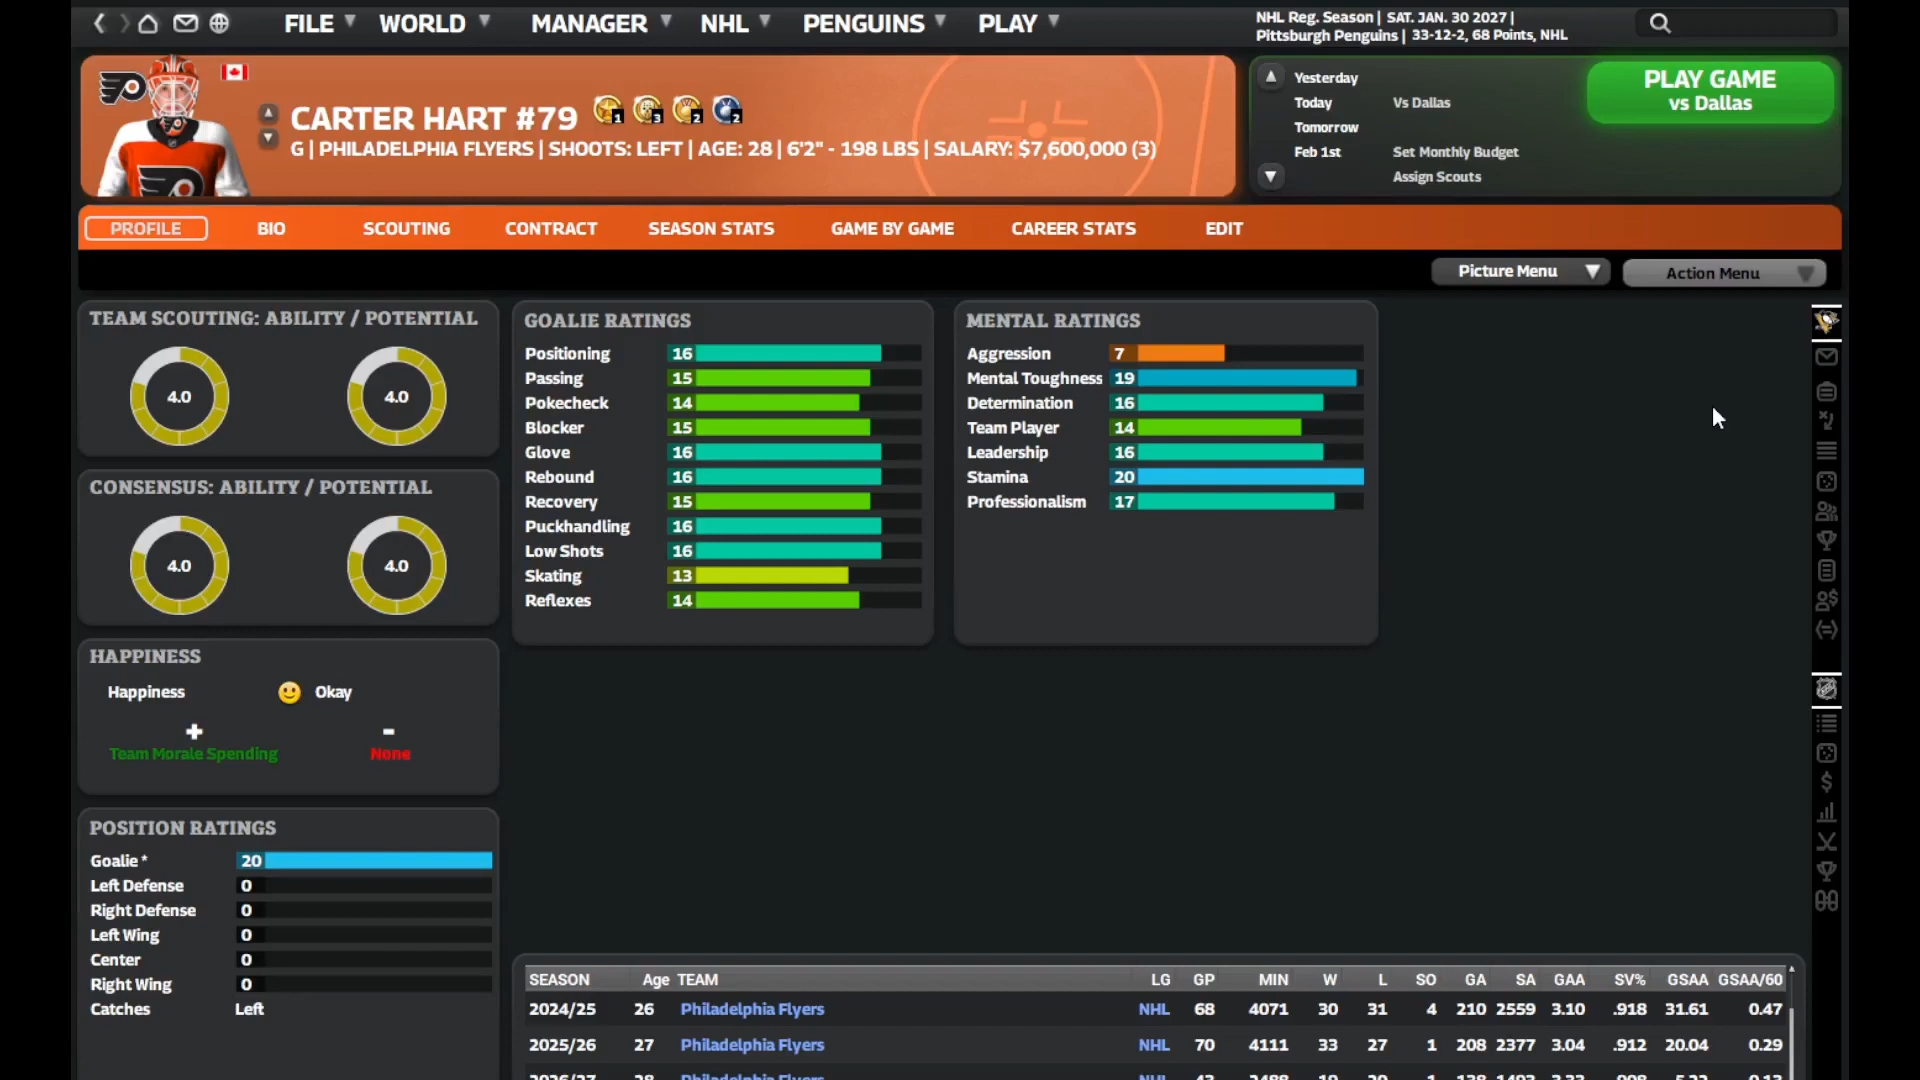 FILE WORLD MANAGER NHL PENGUINS PLAY
NHL Reg. Season | SAT. JAN. 30 2027 |
Pittsburgh Penguins | 33-12-2, 68 Points, NHL
CARTER HART #79 1 3 2 2
G | PHILADELPHIA FLYERS | SHOOTS: LEFT | AGE: 28 | 6'2" - 198 LBS | SALARY: $7,600,000 (3)
Yesterday
Today Vs Dallas
Tomorrow
Feb 1st Set Monthly Budget
Assign Scouts
PLAY GAME
vs Dallas
PROFILE BIO SCOUTING CONTRACT SEASON STATS GAME BY GAME CAREER STATS EDIT
Picture Menu Action Menu
TEAM SCOUTING: ABILITY / POTENTIAL
4.0 4.0
CONSENSUS: ABILITY / POTENTIAL
4.0 4.0
HAPPINESS
Happiness Okay
+ -
Team Morale Spending None
POSITION RATINGS
Goalie * 20
Left Defense 0
Right Defense 0
Left Wing 0
Center 0
Right Wing 0
Catches Left
GOALIE RATINGS
Positioning 16
Passing 15
Pokecheck 14
Blocker 15
Glove 16
Rebound 16
Recovery 15
Puckhandling 16
Low Shots 16
Skating 13
Reflexes 14
MENTAL RATINGS
Aggression 7
Mental Toughness 19
Determination 16
Team Player 14
Leadership 16
Stamina 20
Professionalism 17
SEASON Age TEAM LG GP MIN W L SO GA SA GAA SV% GSAA GSAA/60
2024/25 26 Philadelphia Flyers NHL 68 4071 30 31 4 210 2559 3.10 .918 31.61 0.47
2025/26 27 Philadelphia Flyers NHL 70 4111 33 27 1 208 2377 3.04 .912 20.04 0.29